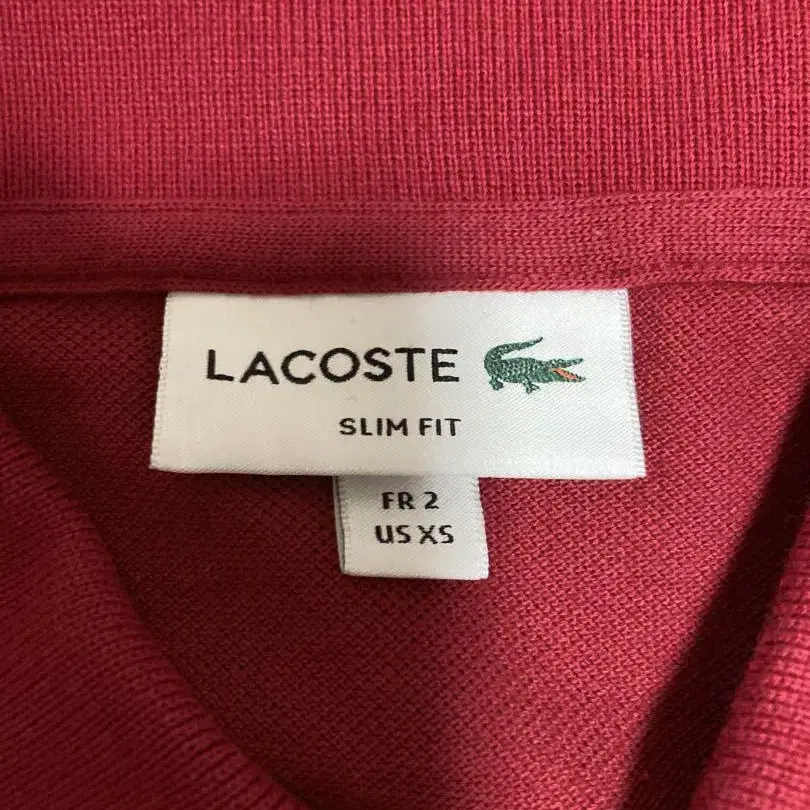 LACOSTE
SLIM FIT
FR 2
US XS